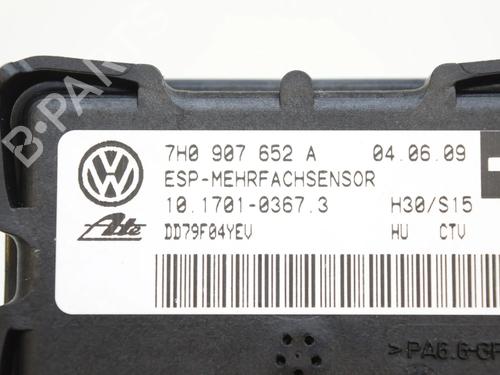 B-PARTS
7H0 907 652 A 04.06.09
ESP-MEHRFACHSENSOR
10.1701-0367.3 H30/S15
Ate DD79F04YEV HU CTV
>PA6.6-GF